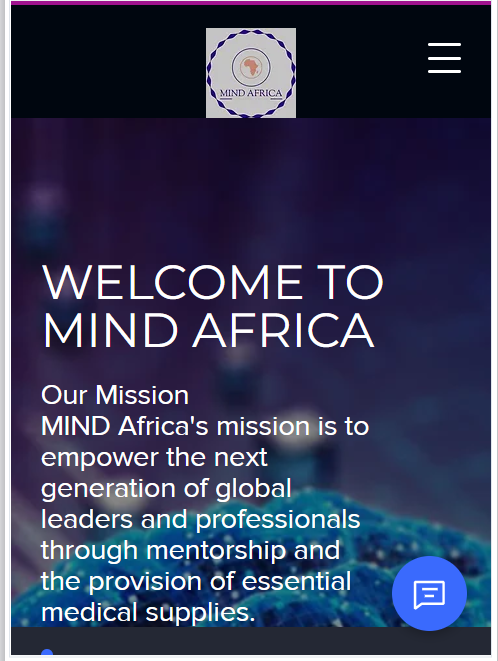 MIND AFRICA
WELCOME TO
MIND AFRICA
Our Mission
MIND Africa's mission is to
empower the next
generation of global
leaders and professionals
through mentorship and
the provision of essential
medical supplies.